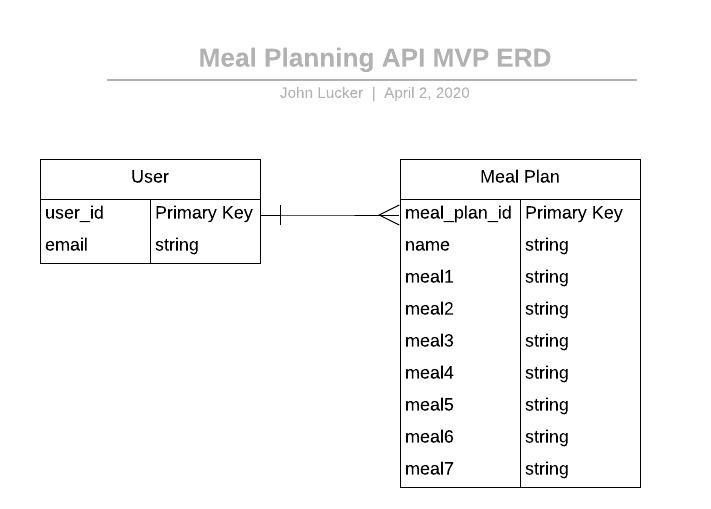 Meal Planning API MVP ERD
John Lucker | April 2, 2020
User
user_id Primary Key
email string
Meal Plan
meal_plan_id Primary Key
name string
meal1 string
meal2 string
meal3 string
meal4 string
meal5 string
meal6 string
meal7 string